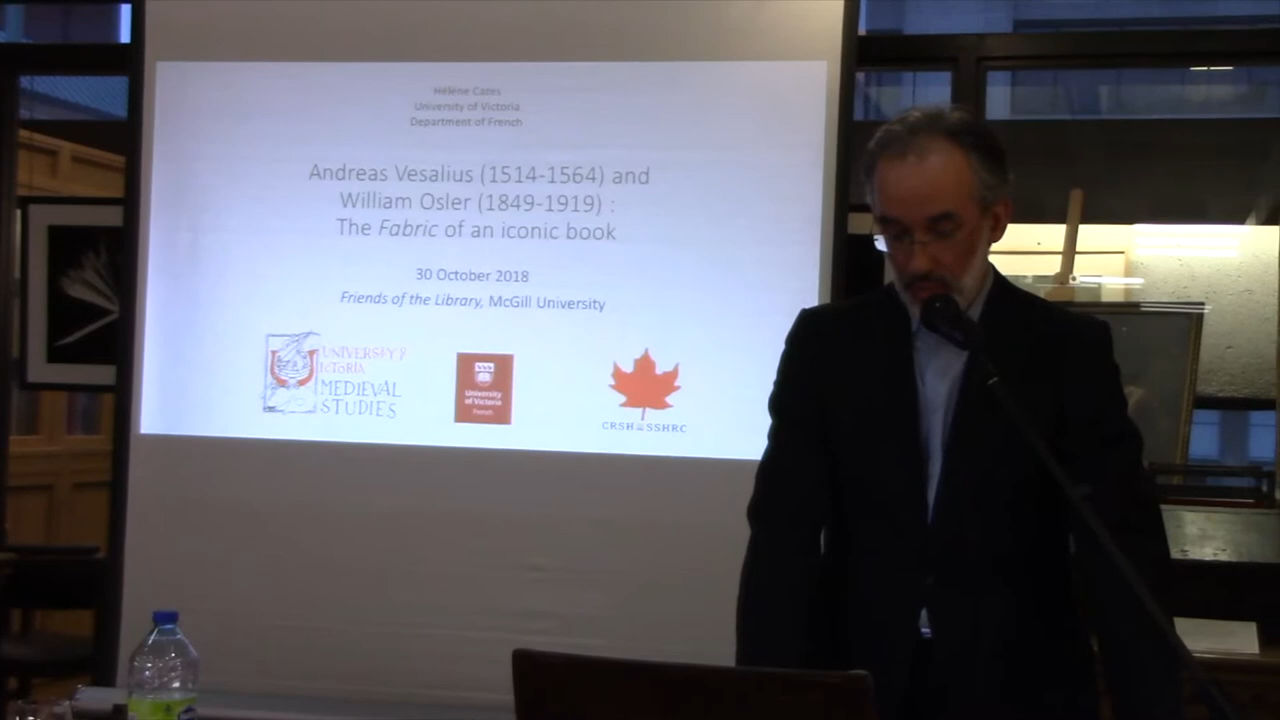 Hélène Cazes
University of Victoria
Department of French
Andreas Vesalius (1514-1564) and
William Osler (1849-1919) :
The Fabric of an iconic book
30 October 2018
Friends of the Library, McGill University
UNIVERSITY of
VICTORIA
MEDIEVAL
STUDIES
University
of Victoria
French
CRSH SSHRC